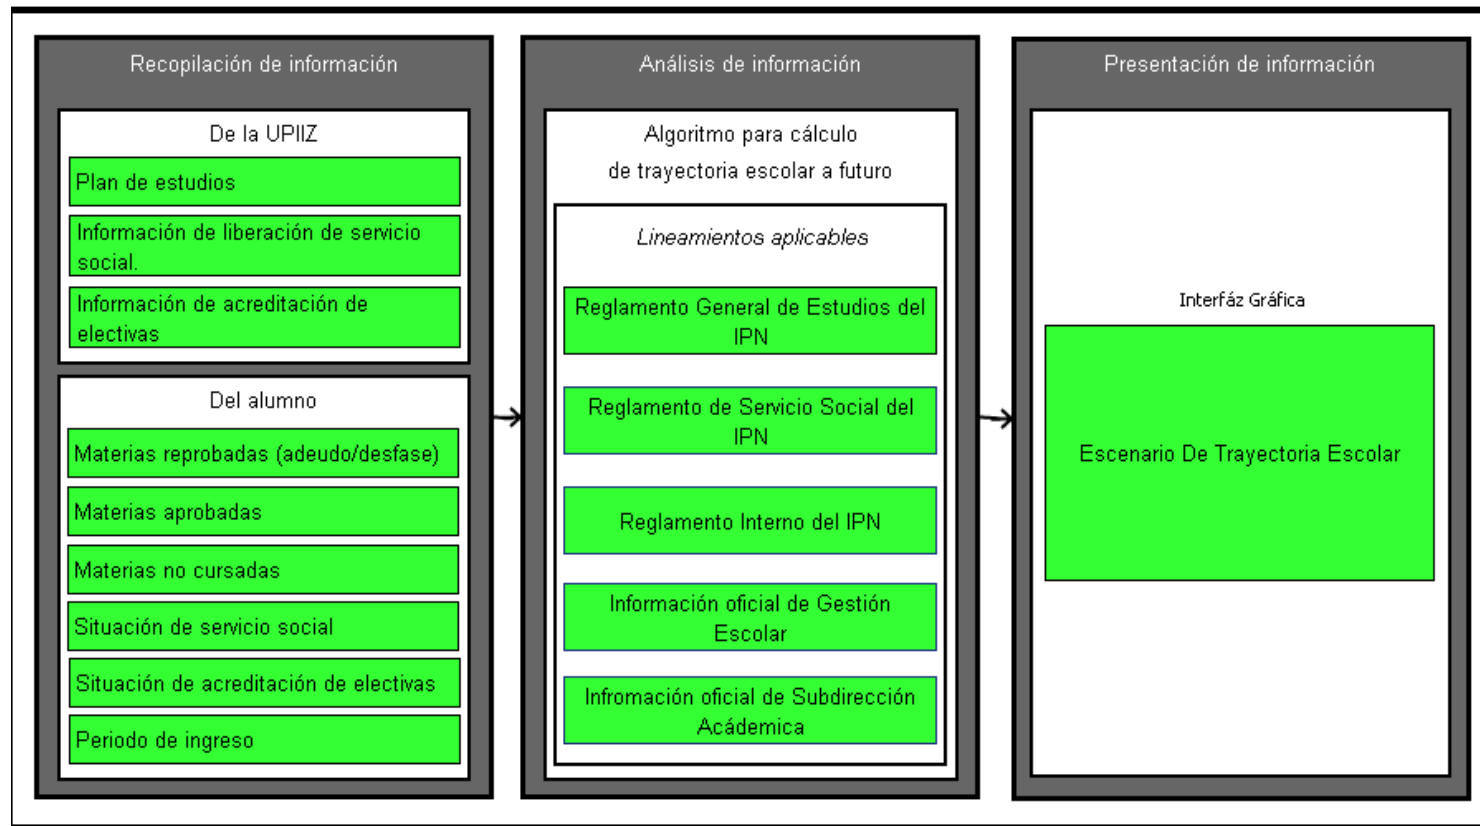 Recopilación de información
De la UPIIZ
Plan de estudios
Información de liberación de servicio
social.
Información de acreditación de
electivas
Del alumno
Materias reprobadas (adeudo/desfase)
Materias aprobadas
Materias no cursadas
Situación de servicio social
Situación de acreditación de electivas
Periodo de ingreso
Análisis de información
Algoritmo para cálculo
de trayectoria escolar a futuro
Lineamientos aplicables
Reglamento General de Estudios del
IPN
Reglamento de Servicio Social del
IPN
Reglamento Interno del IPN
Información oficial de Gestión
Escolar
Infromación oficial de Subdirección
Acádemica
Presentación de información
Interfáz Gráfica
Escenario De Trayectoria Escolar